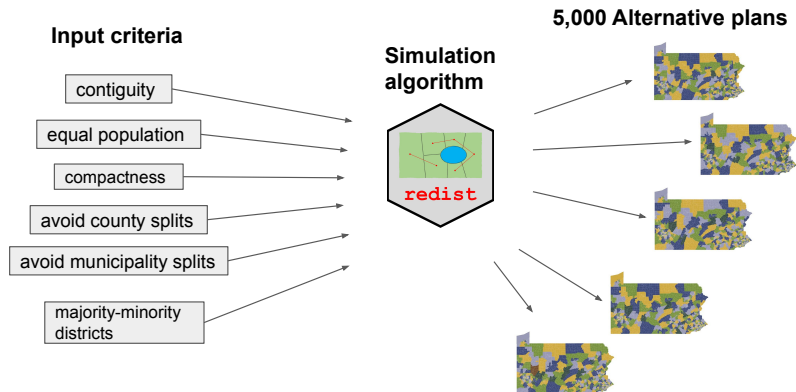 Input criteria
contiguity
equal population
compactness
avoid county splits
avoid municipality splits
majority-minority
districts
Simulation
algorithm
redist
5,000 Alternative plans